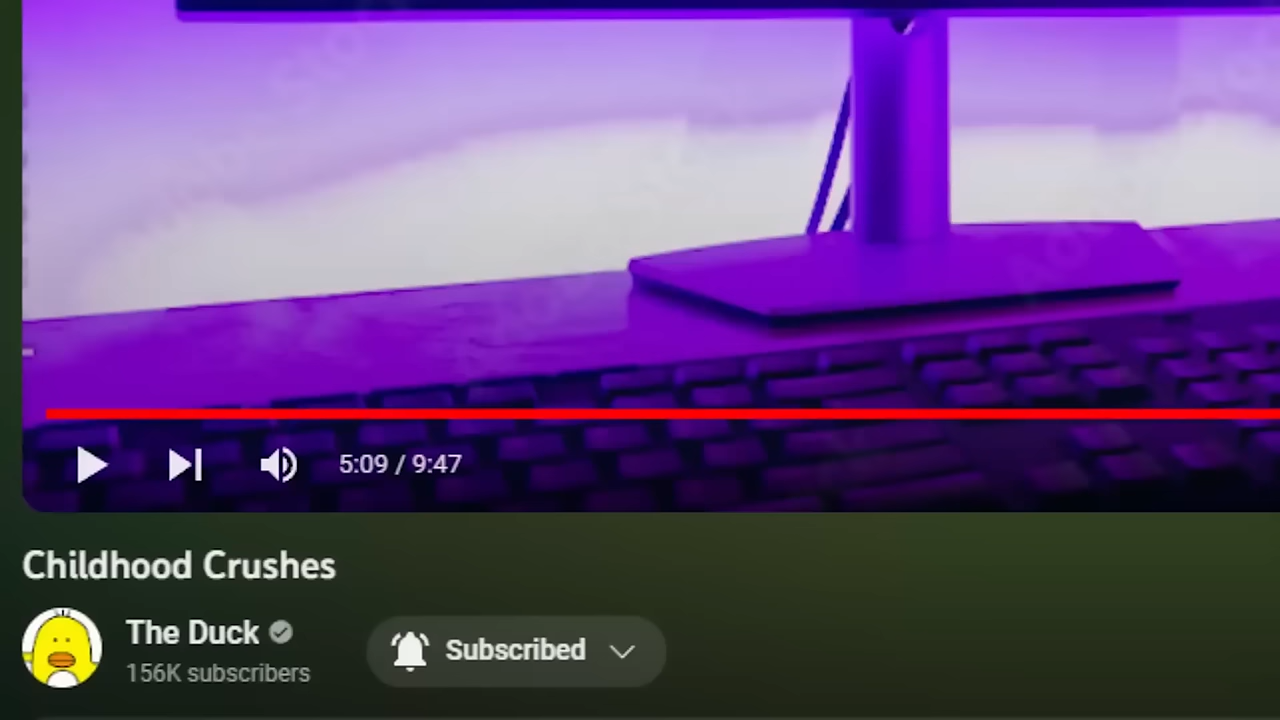 5:09 / 9:47
Childhood Crushes
The Duck
156K subscribers
Subscribed